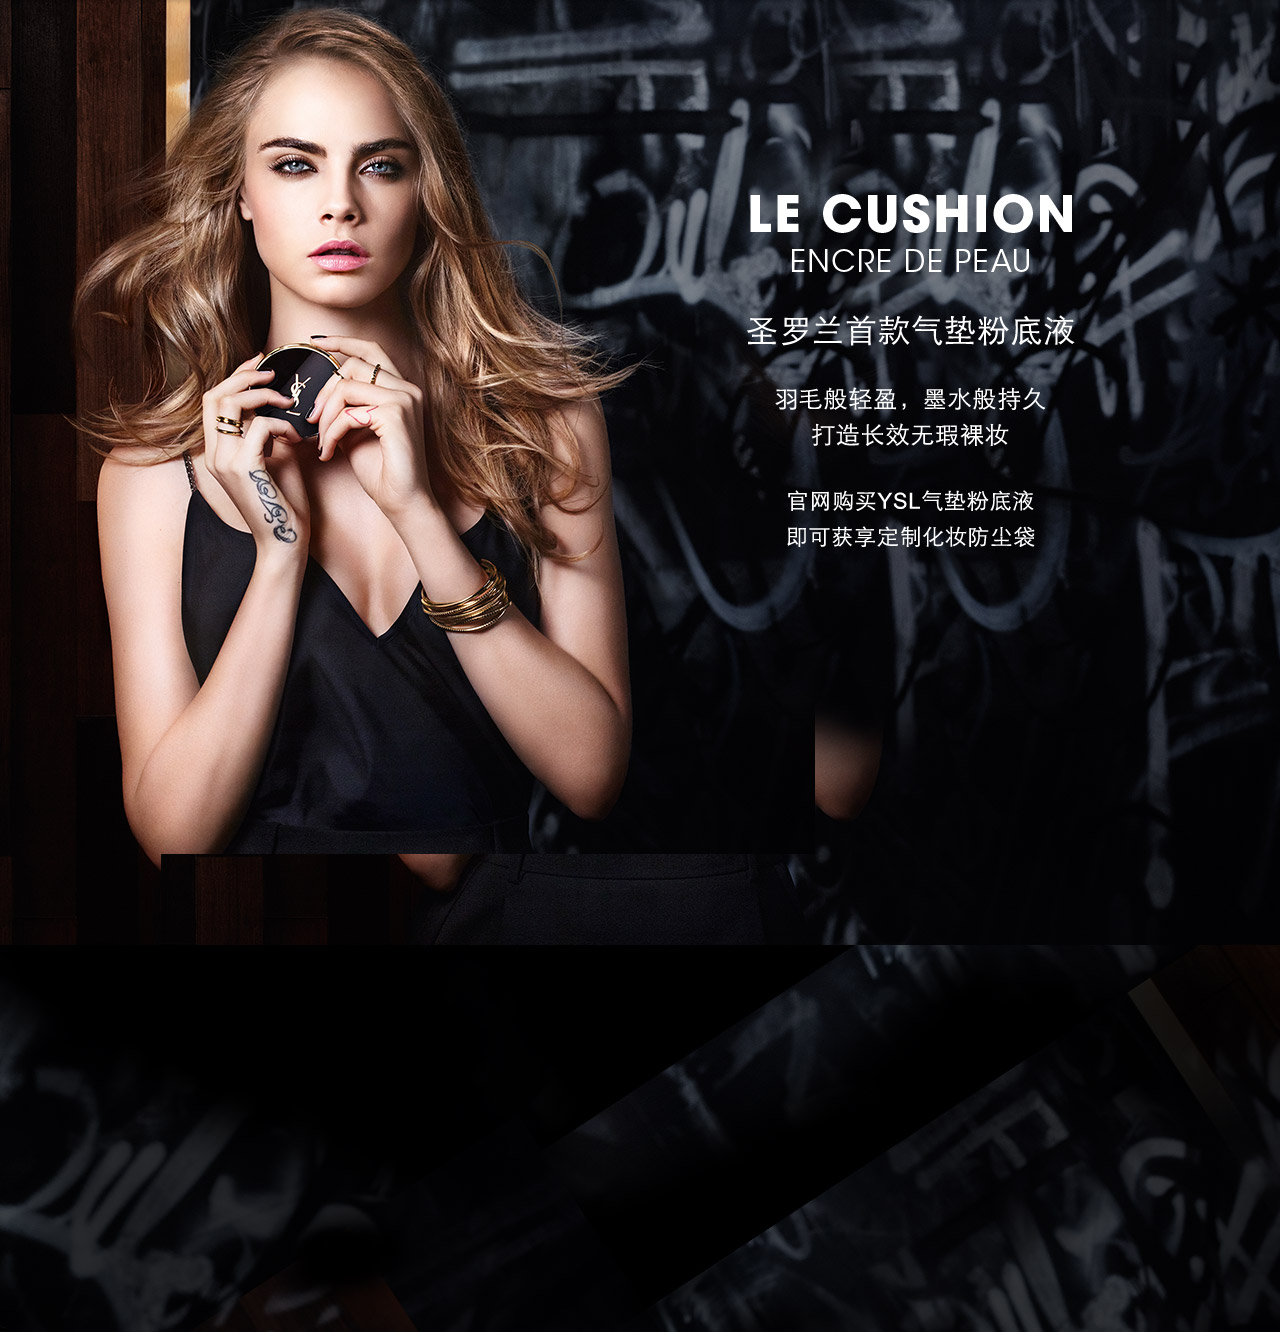 LE CUSHION
ENCRE DE PEAU
圣罗兰首款气垫粉底液
羽毛般轻盈，墨水般持久
打造长效无瑕裸妆
官网购买YSL气垫粉底液
即可获享定制化妆防尘袋
YSL